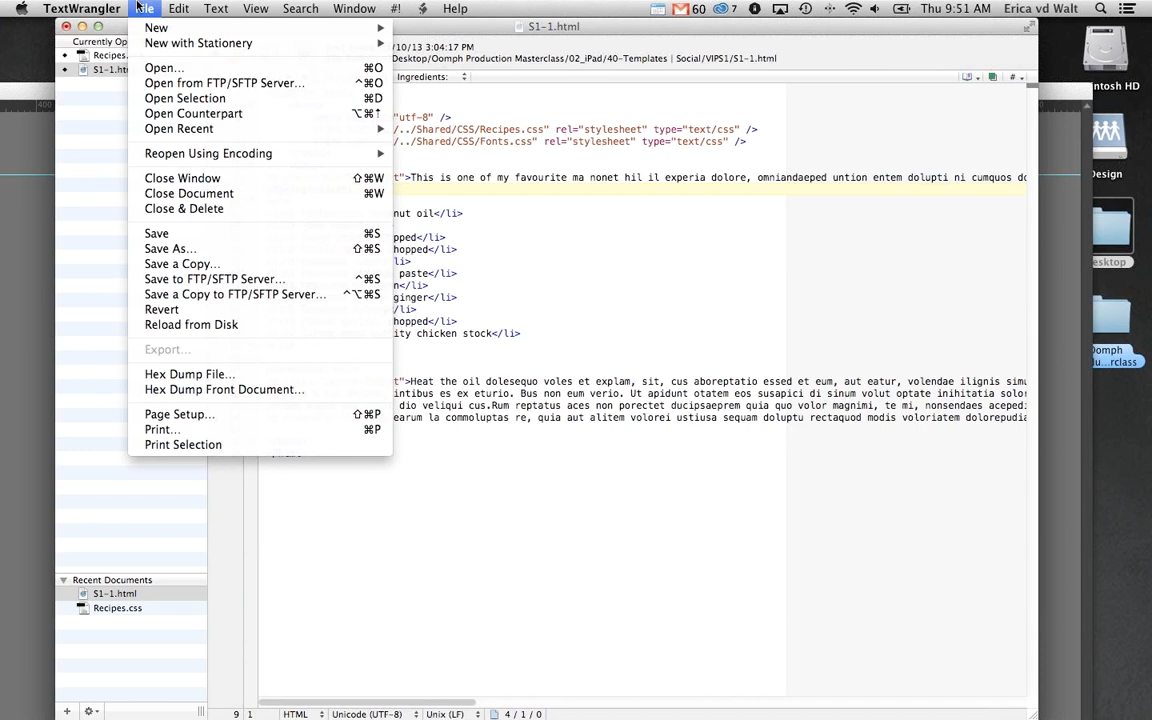 TextWrangler File Edit Text View Search Window #! Help 60 7 Thu 9:51 AM Erica vd Walt
S1-1.html
Currently Op
Recipes.
S1-1.htm
/10/13 3:04:17 PM
Desktop/Oomph Production Masterclass/02_iPad/40-Templates | Social/VIPS1/S1-1.html
Ingredients:
New
New with Stationery
Open... ⌘O
Open from FTP/SFTP Server... ^⌘O
Open Selection ⌘D
Open Counterpart ⌥⌘↑
Open Recent
Reopen Using Encoding
Close Window ⇧⌘W
Close Document ⌘W
Close & Delete
Save ⌘S
Save As... ⇧⌘S
Save a Copy...
Save to FTP/SFTP Server... ^⌘S
Save a Copy to FTP/SFTP Server... ^⌥⌘S
Revert
Reload from Disk
Export...
Hex Dump File...
Hex Dump Front Document...
Page Setup... ⇧⌘P
Print... ⌘P
Print Selection
"utf-8" />
/../Shared/CSS/Recipes.css" rel="stylesheet" type="text/css" />
/../Shared/CSS/Fonts.css" rel="stylesheet" type="text/css" />
t">This is one of my favourite ma nonet hil il experia dolore, omniandaeped untion entem dolupti ni cumquos do
nut oil</li>
pped</li>
hopped</li>
li>
paste</li>
n</li>
ginger</li>
</li>
hopped</li>
ity chicken stock</li>
t">Heat the oil dolesequo voles et explam, sit, cus aboreptatio essed et eum, aut eatur, volendae ilignis simu
intibus es ex eturio. Bus non eum verio. Ut apidunt otatem eos susapici di sinum volut optate inihitatia solor
dio veliqui cus.Rum reptatus aces non porectet ducipsaeprem quia quo volor magnimi, te mi, nonsendaes acepedi
earum la commoluptas re, quia aut alitem volorei ustiusa sequam doluptu rectaquod modis voloriatem dolorepudia
400
ntosh HD
Design
esktop
Oomph
u...rclass
Recent Documents
S1-1.html
Recipes.css
9 1 HTML Unicode (UTF-8) Unix (LF) 4 / 1 / 0